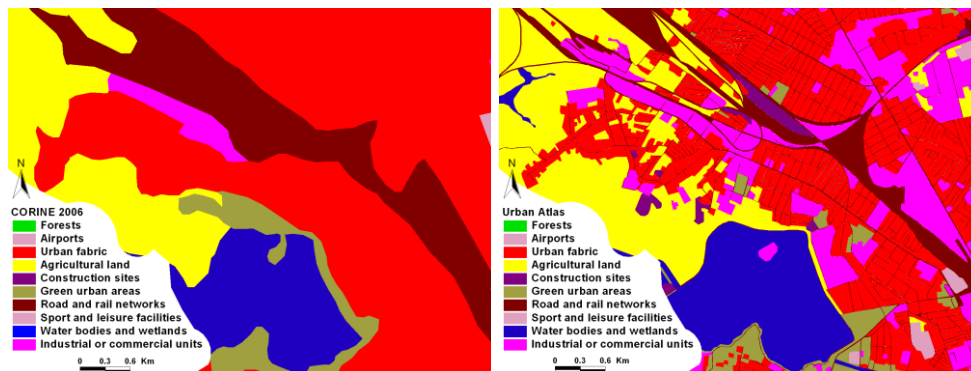 N
CORINE 2006
Forests
Airports
Urban fabric
Agricultural land
Construction sites
Green urban areas
Road and rail networks
Sport and leisure facilities
Water bodies and wetlands
Industrial or commercial units
0 0.3 0.6 Km
N
Urban Atlas
Forests
Airports
Urban fabric
Agricultural land
Construction sites
Green urban areas
Road and rail networks
Sport and leisure facilities
Water bodies and wetlands
Industrial or commercial units
0 0.3 0.6 Km